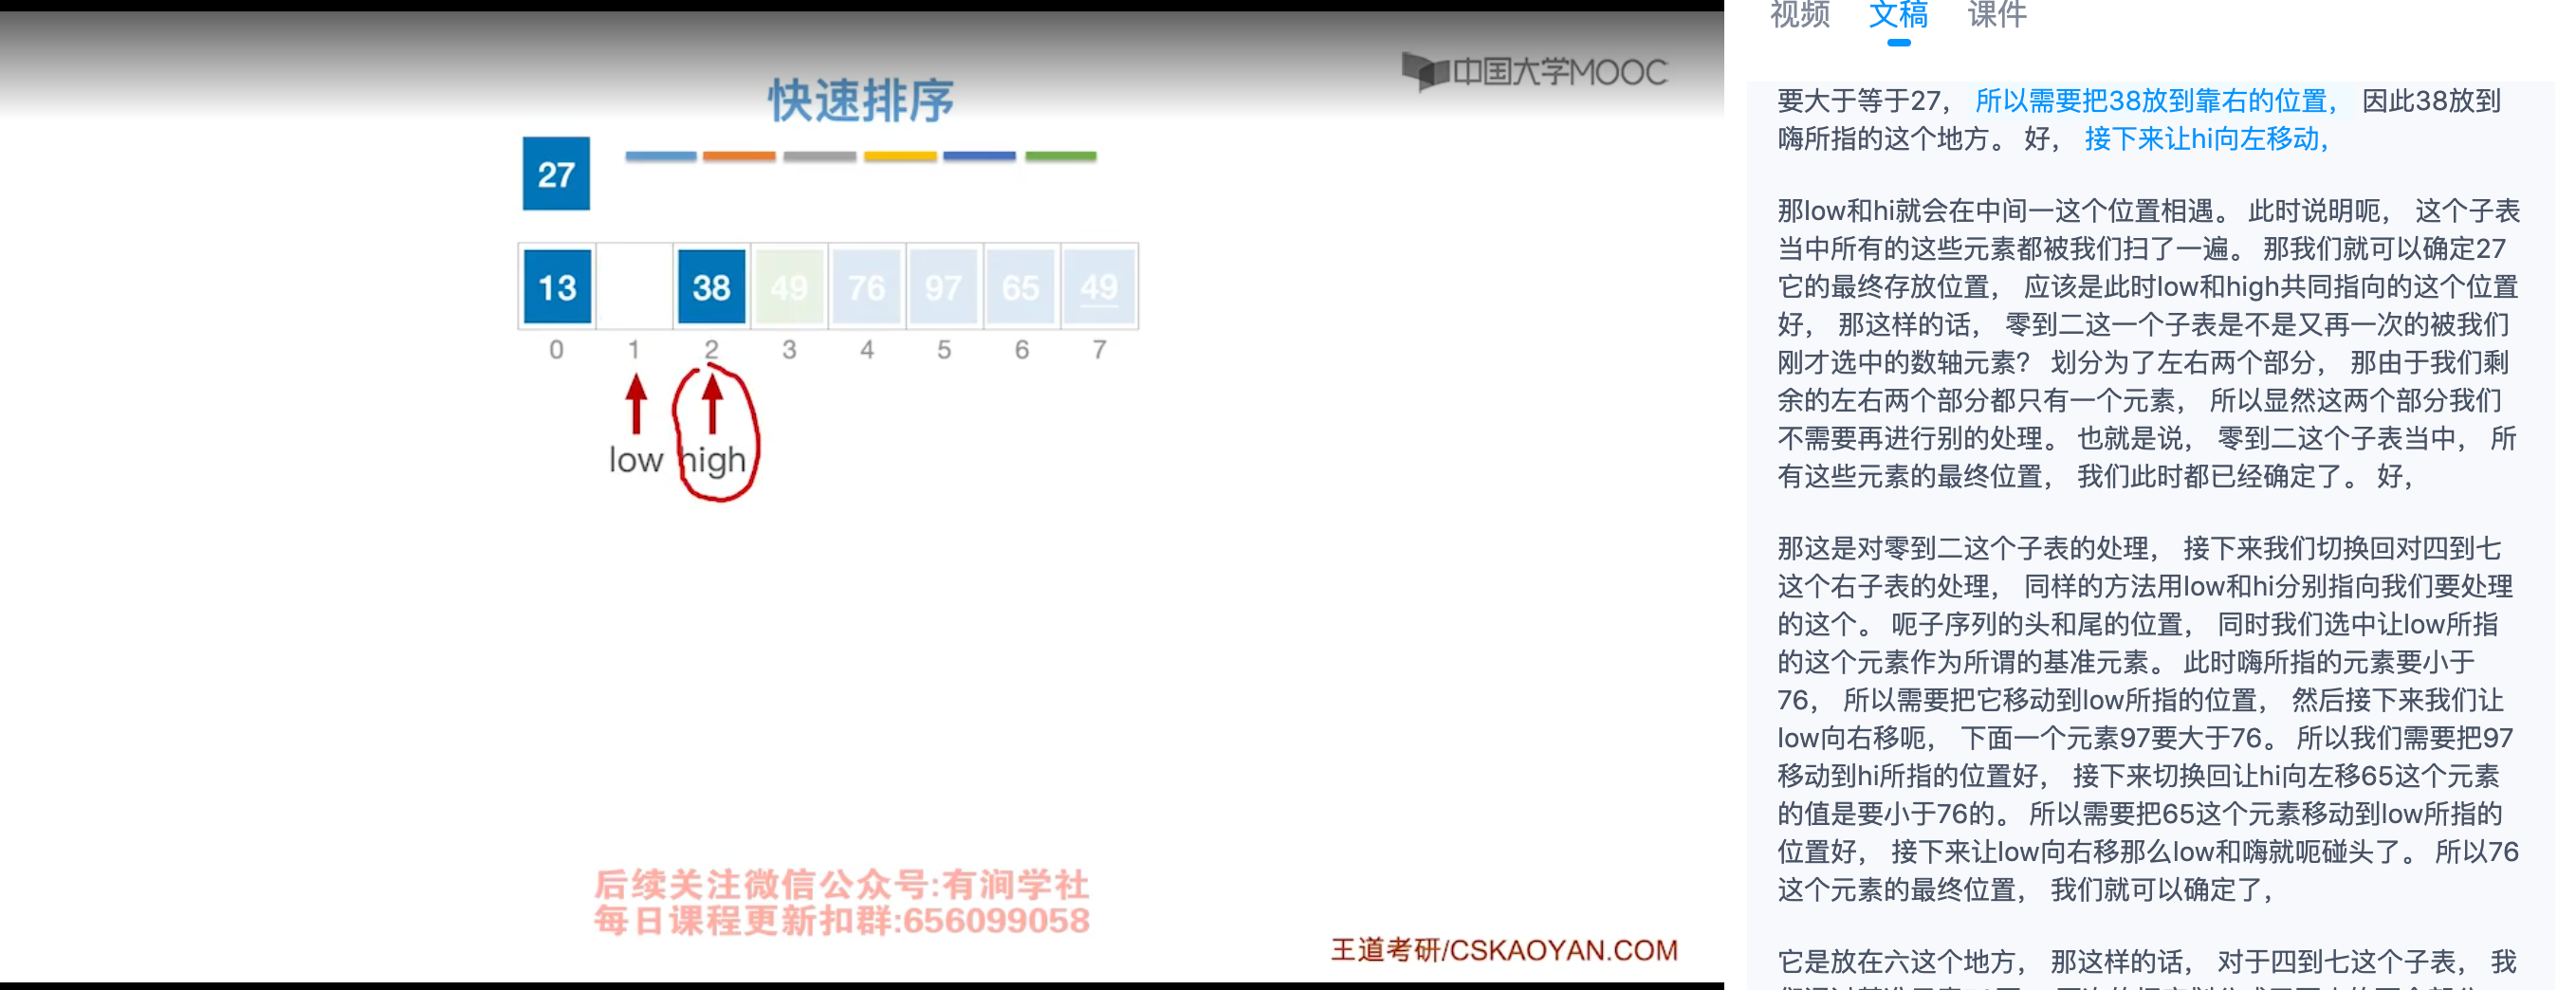 中国大学MOOC
快速排序
27
13 38 49 76 97 65 49
0 1 2 3 4 5 6 7
low high
后续关注微信公众号:有涧学社
每日课程更新扣群:656099058
王道考研/CSKAOYAN.COM
视频 文稿 课件
要大于等于27， 所以需要把38放到靠右的位置， 因此38放到
嗨所指的这个地方。 好， 接下来让hi向左移动，
那low和hi就会在中间一这个位置相遇。 此时说明呃， 这个子表
当中所有的这些元素都被我们扫了一遍。 那我们就可以确定27
它的最终存放位置， 应该是此时low和high共同指向的这个位置
好， 那这样的话， 零到二这一个子表是不是又再一次的被我们
刚才选中的数轴元素？ 划分为了左右两个部分， 那由于我们剩
余的左右两个部分都只有一个元素， 所以显然这两个部分我们
不需要再进行别的处理。 也就是说， 零到二这个子表当中， 所
有这些元素的最终位置， 我们此时都已经确定了。 好，
那这是对零到二这个子表的处理， 接下来我们切换回对四到七
这个右子表的处理， 同样的方法用low和hi分别指向我们要处理
的这个。 呃子序列的头和尾的位置， 同时我们选中让low所指
的这个元素作为所谓的基准元素。 此时嗨所指的元素要小于
76， 所以需要把它移动到low所指的位置， 然后接下来我们让
low向右移呃， 下面一个元素97要大于76。 所以我们需要把97
移动到hi所指的位置好， 接下来切换回让hi向左移65这个元素
的值是要小于76的。 所以需要把65这个元素移动到low所指的
位置好， 接下来让low向右移那么low和嗨就呃碰头了。 所以76
这个元素的最终位置， 我们就可以确定了，
它是放在六这个地方， 那这样的话， 对于四到七这个子表， 我